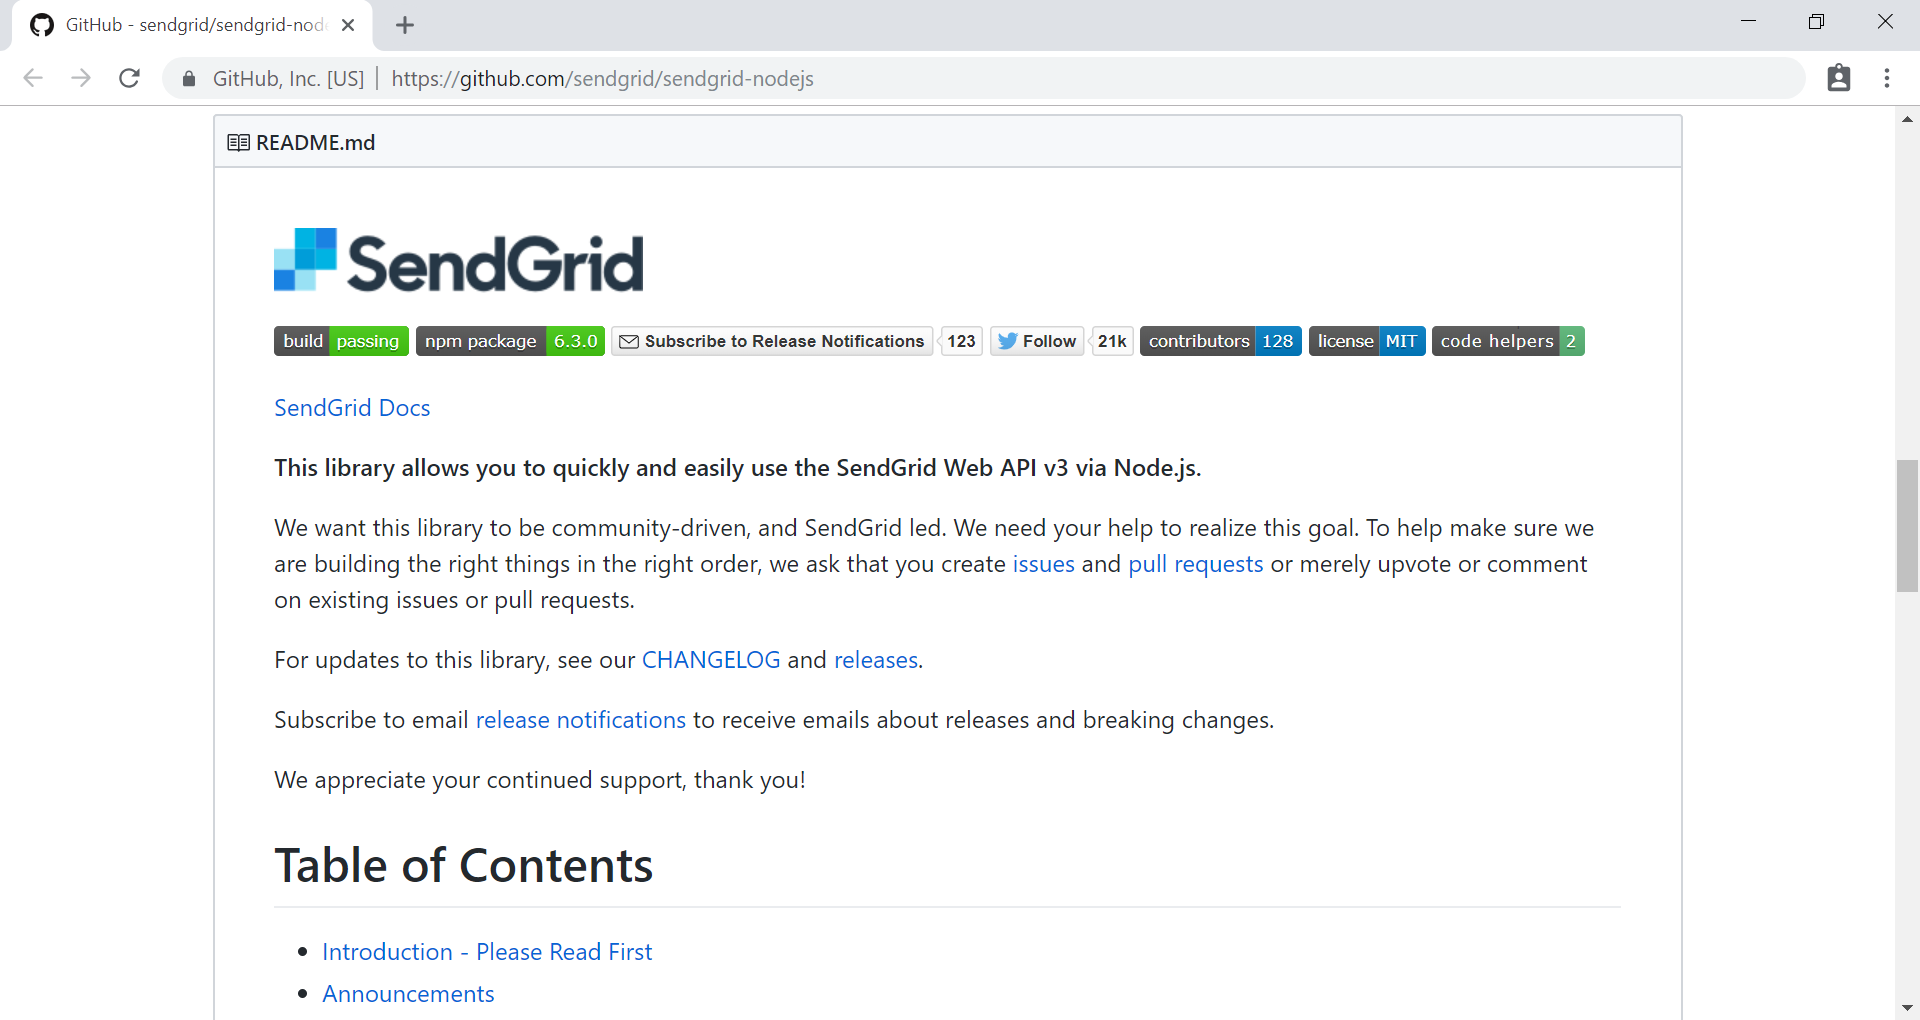 GitHub - sendgrid/sendgrid-nod
GitHub, Inc. [US] | https://github.com/sendgrid/sendgrid-nodejs
README.md
SendGrid
build passing npm package 6.3.0 Subscribe to Release Notifications 123 Follow 21k contributors 128 license MIT code helpers 2
SendGrid Docs
This library allows you to quickly and easily use the SendGrid Web API v3 via Node.js.
We want this library to be community-driven, and SendGrid led. We need your help to realize this goal. To help make sure we
are building the right things in the right order, we ask that you create issues and pull requests or merely upvote or comment
on existing issues or pull requests.
For updates to this library, see our CHANGELOG and releases.
Subscribe to email release notifications to receive emails about releases and breaking changes.
We appreciate your continued support, thank you!
Table of Contents
• Introduction - Please Read First
• Announcements